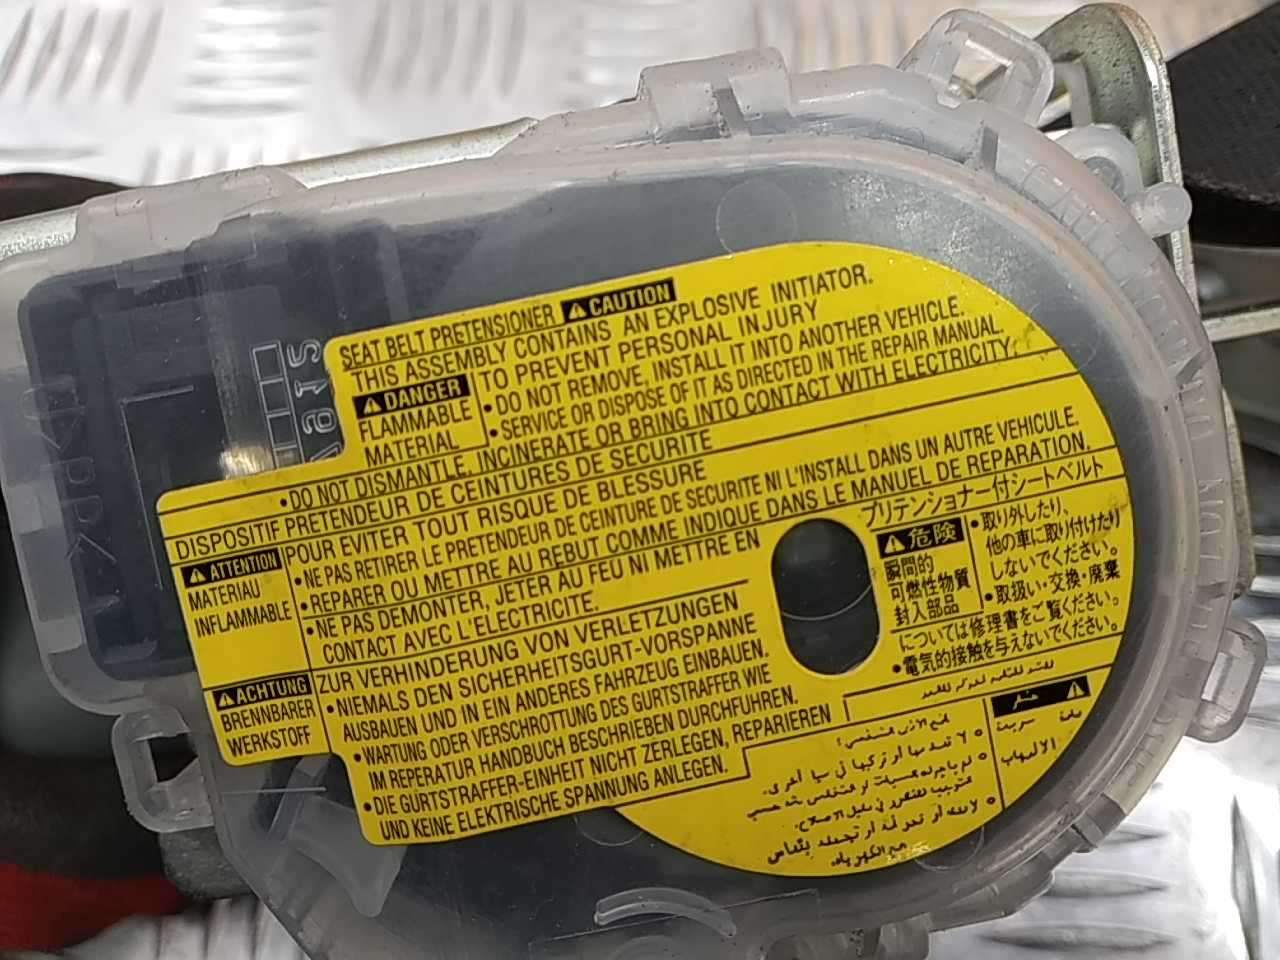 SEAT BELT PRETENSIONER ⚠CAUTION
THIS ASSEMBLY CONTAINS AN EXPLOSIVE INITIATOR.
⚠DANGER
FLAMMABLE
MATERIAL
TO PREVENT PERSONAL INJURY
•DO NOT REMOVE, INSTALL IT INTO ANOTHER VEHICLE.
•SERVICE OR DISPOSE OF IT AS DIRECTED IN THE REPAIR MANUAL.
•DO NOT DISMANTLE, INCINERATE OR BRING INTO CONTACT WITH ELECTRICITY.
DISPOSITIF PRETENDEUR DE CEINTURES DE SECURITE
⚠ATTENTION
MATERIAU
INFLAMMABLE
POUR EVITER TOUT RISQUE DE BLESSURE
•NE PAS RETIRER LE PRETENDEUR DE CEINTURE DE SECURITE NI L'INSTALL DANS UN AUTRE VEHICULE.
•REPARER OU METTRE AU REBUT COMME INDIQUE DANS LE MANUEL DE REPARATION.
•NE PAS DEMONTER, JETER AU FEU NI METTRE EN
CONTACT AVEC L'ELECTRICITE.
⚠ACHTUNG
BRENNBARER
WERKSTOFF
ZUR VERHINDERUNG VON VERLETZUNGEN
•NIEMALS DEN SICHERHEITSGURT-VORSPANNE
AUSBAUEN UND IN EIN ANDERES FAHRZEUG EINBAUEN.
•WARTUNG ODER VERSCHROTTUNG DES GURTSTRAFFER WIE
IM REPERATUR HANDBUCH BESCHRIEBEN DURCHFUHREN.
•DIE GÜRTSTRAFFER-EINHEIT NICHT ZERLEGEN, REPARIEREN
UND KEINE ELEKTRISCHE SPANNUNG ANLEGEN.
プリテンショナー付シートベルト
⚠危険
瞬間的
可燃性物質
封入部品
•取り外したり、
他の車に取り付けたり
しないでください。
•取扱い・交換・廃棄
については修理書をご覧ください。
•電気的接触を与えないでください。
خطر
مادة سريعة
الالتهاب